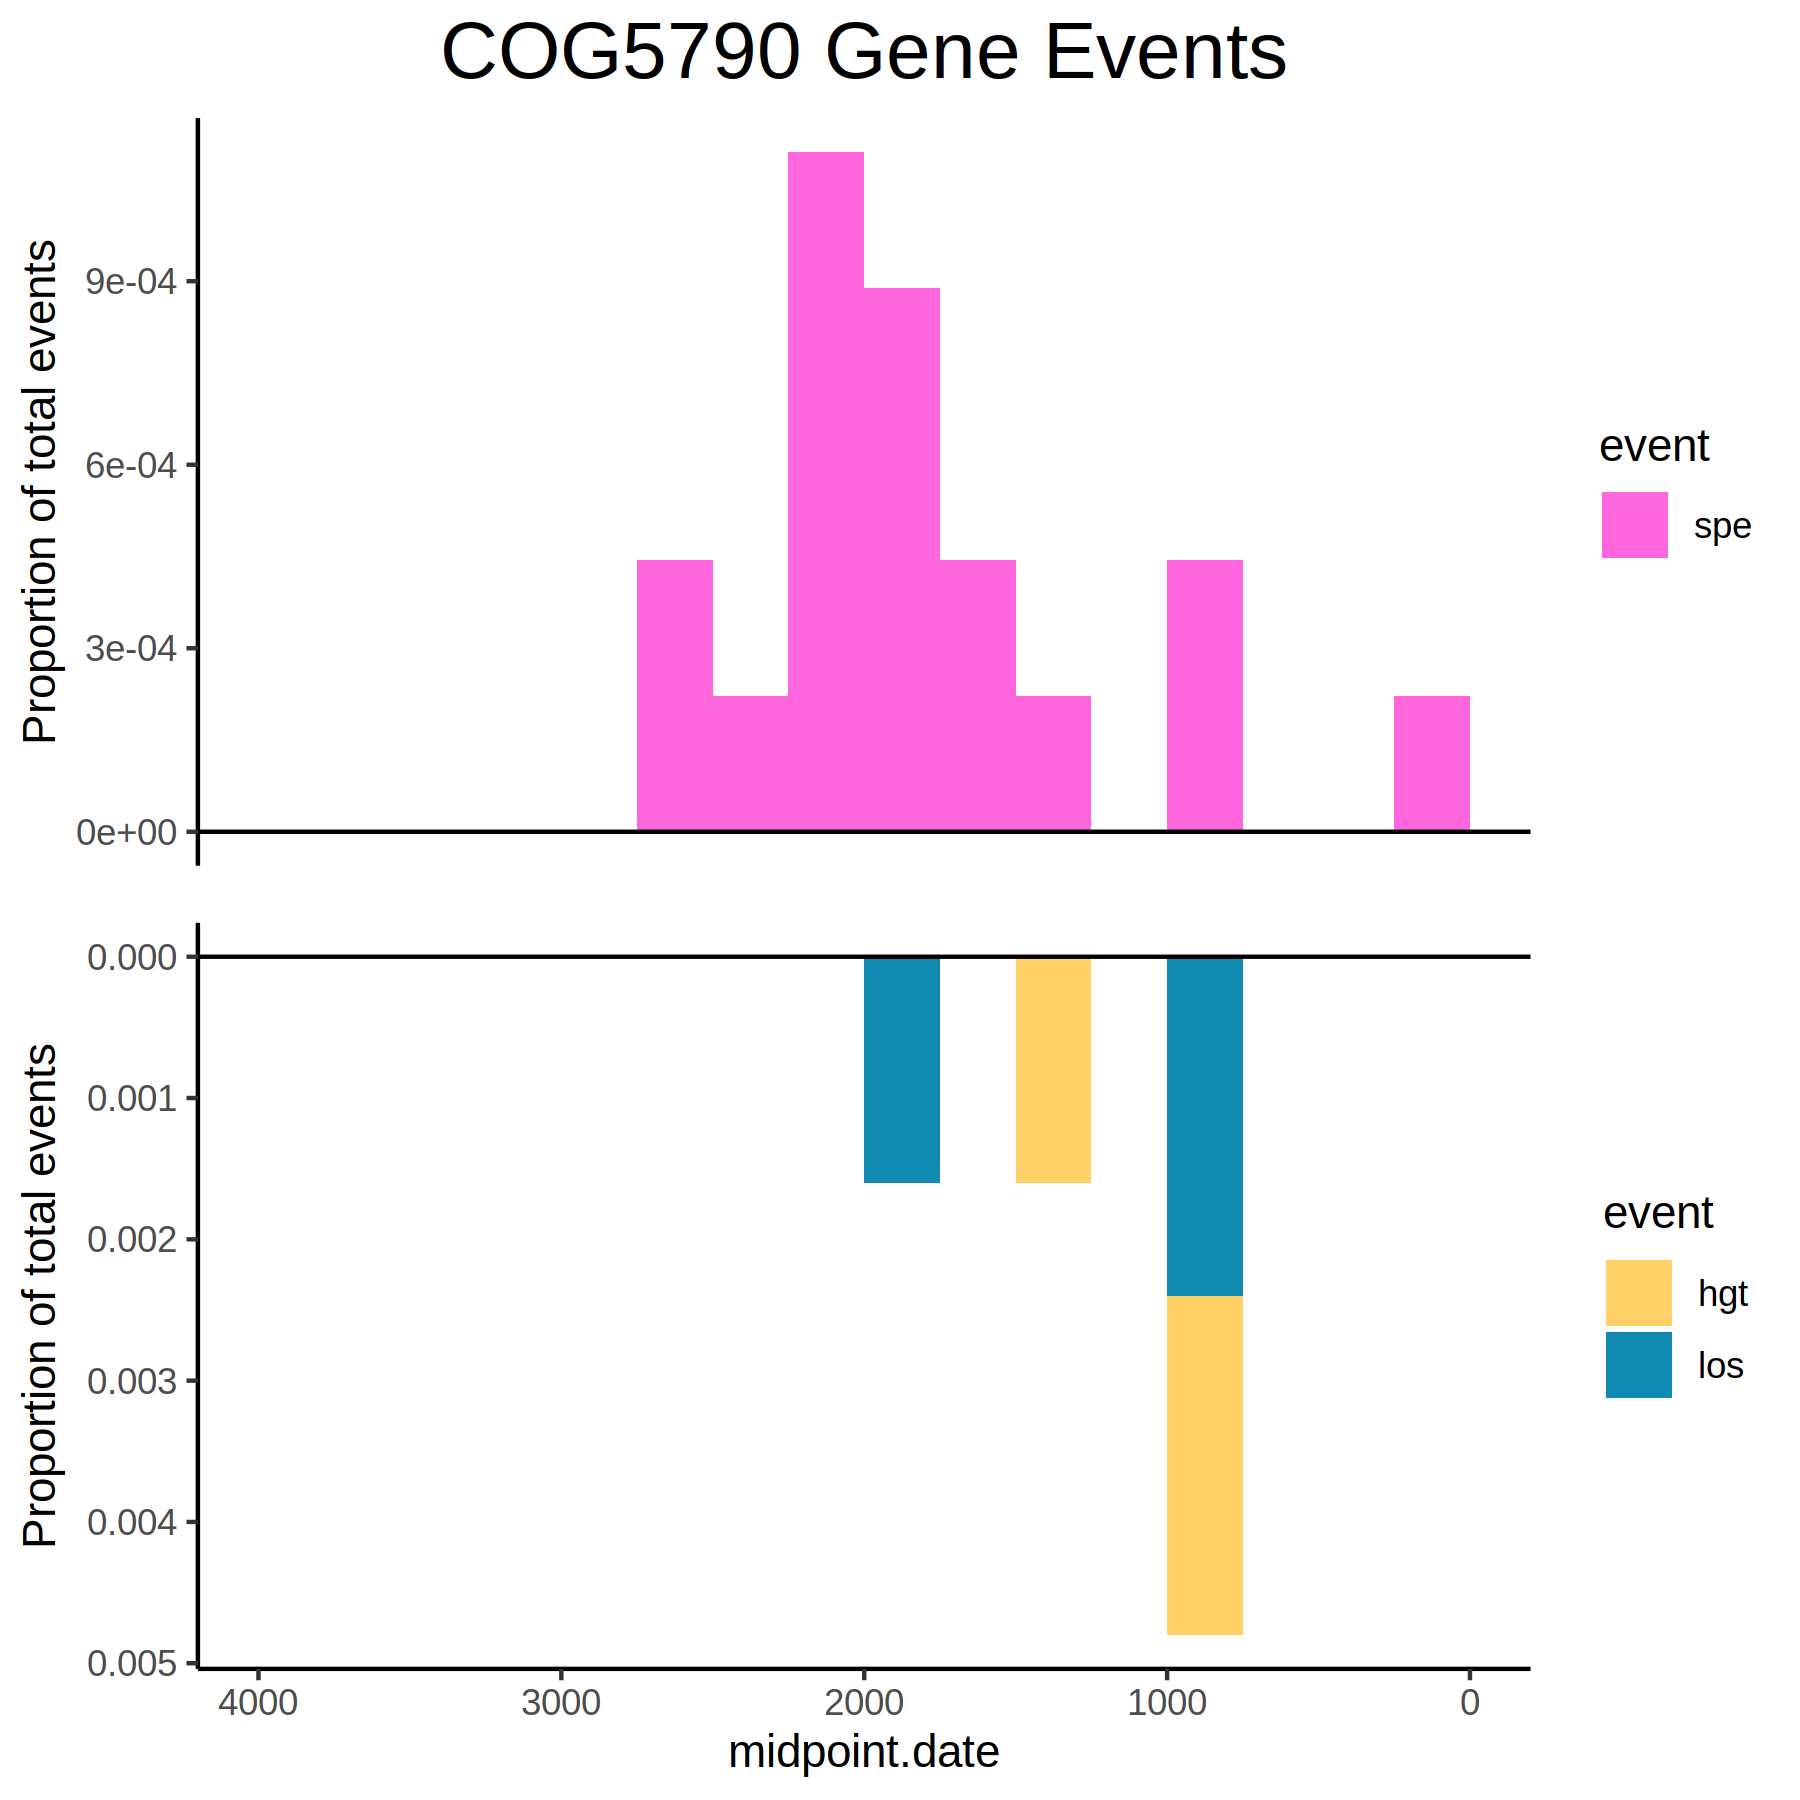 COG5790 Gene Events
Proportion of total events
9e-04
6e-04
3e-04
0e+00
event
spe
Proportion of total events
0.000
0.001
0.002
0.003
0.004
0.005
event
hgt
los
4000 3000 2000 1000 0
midpoint.date